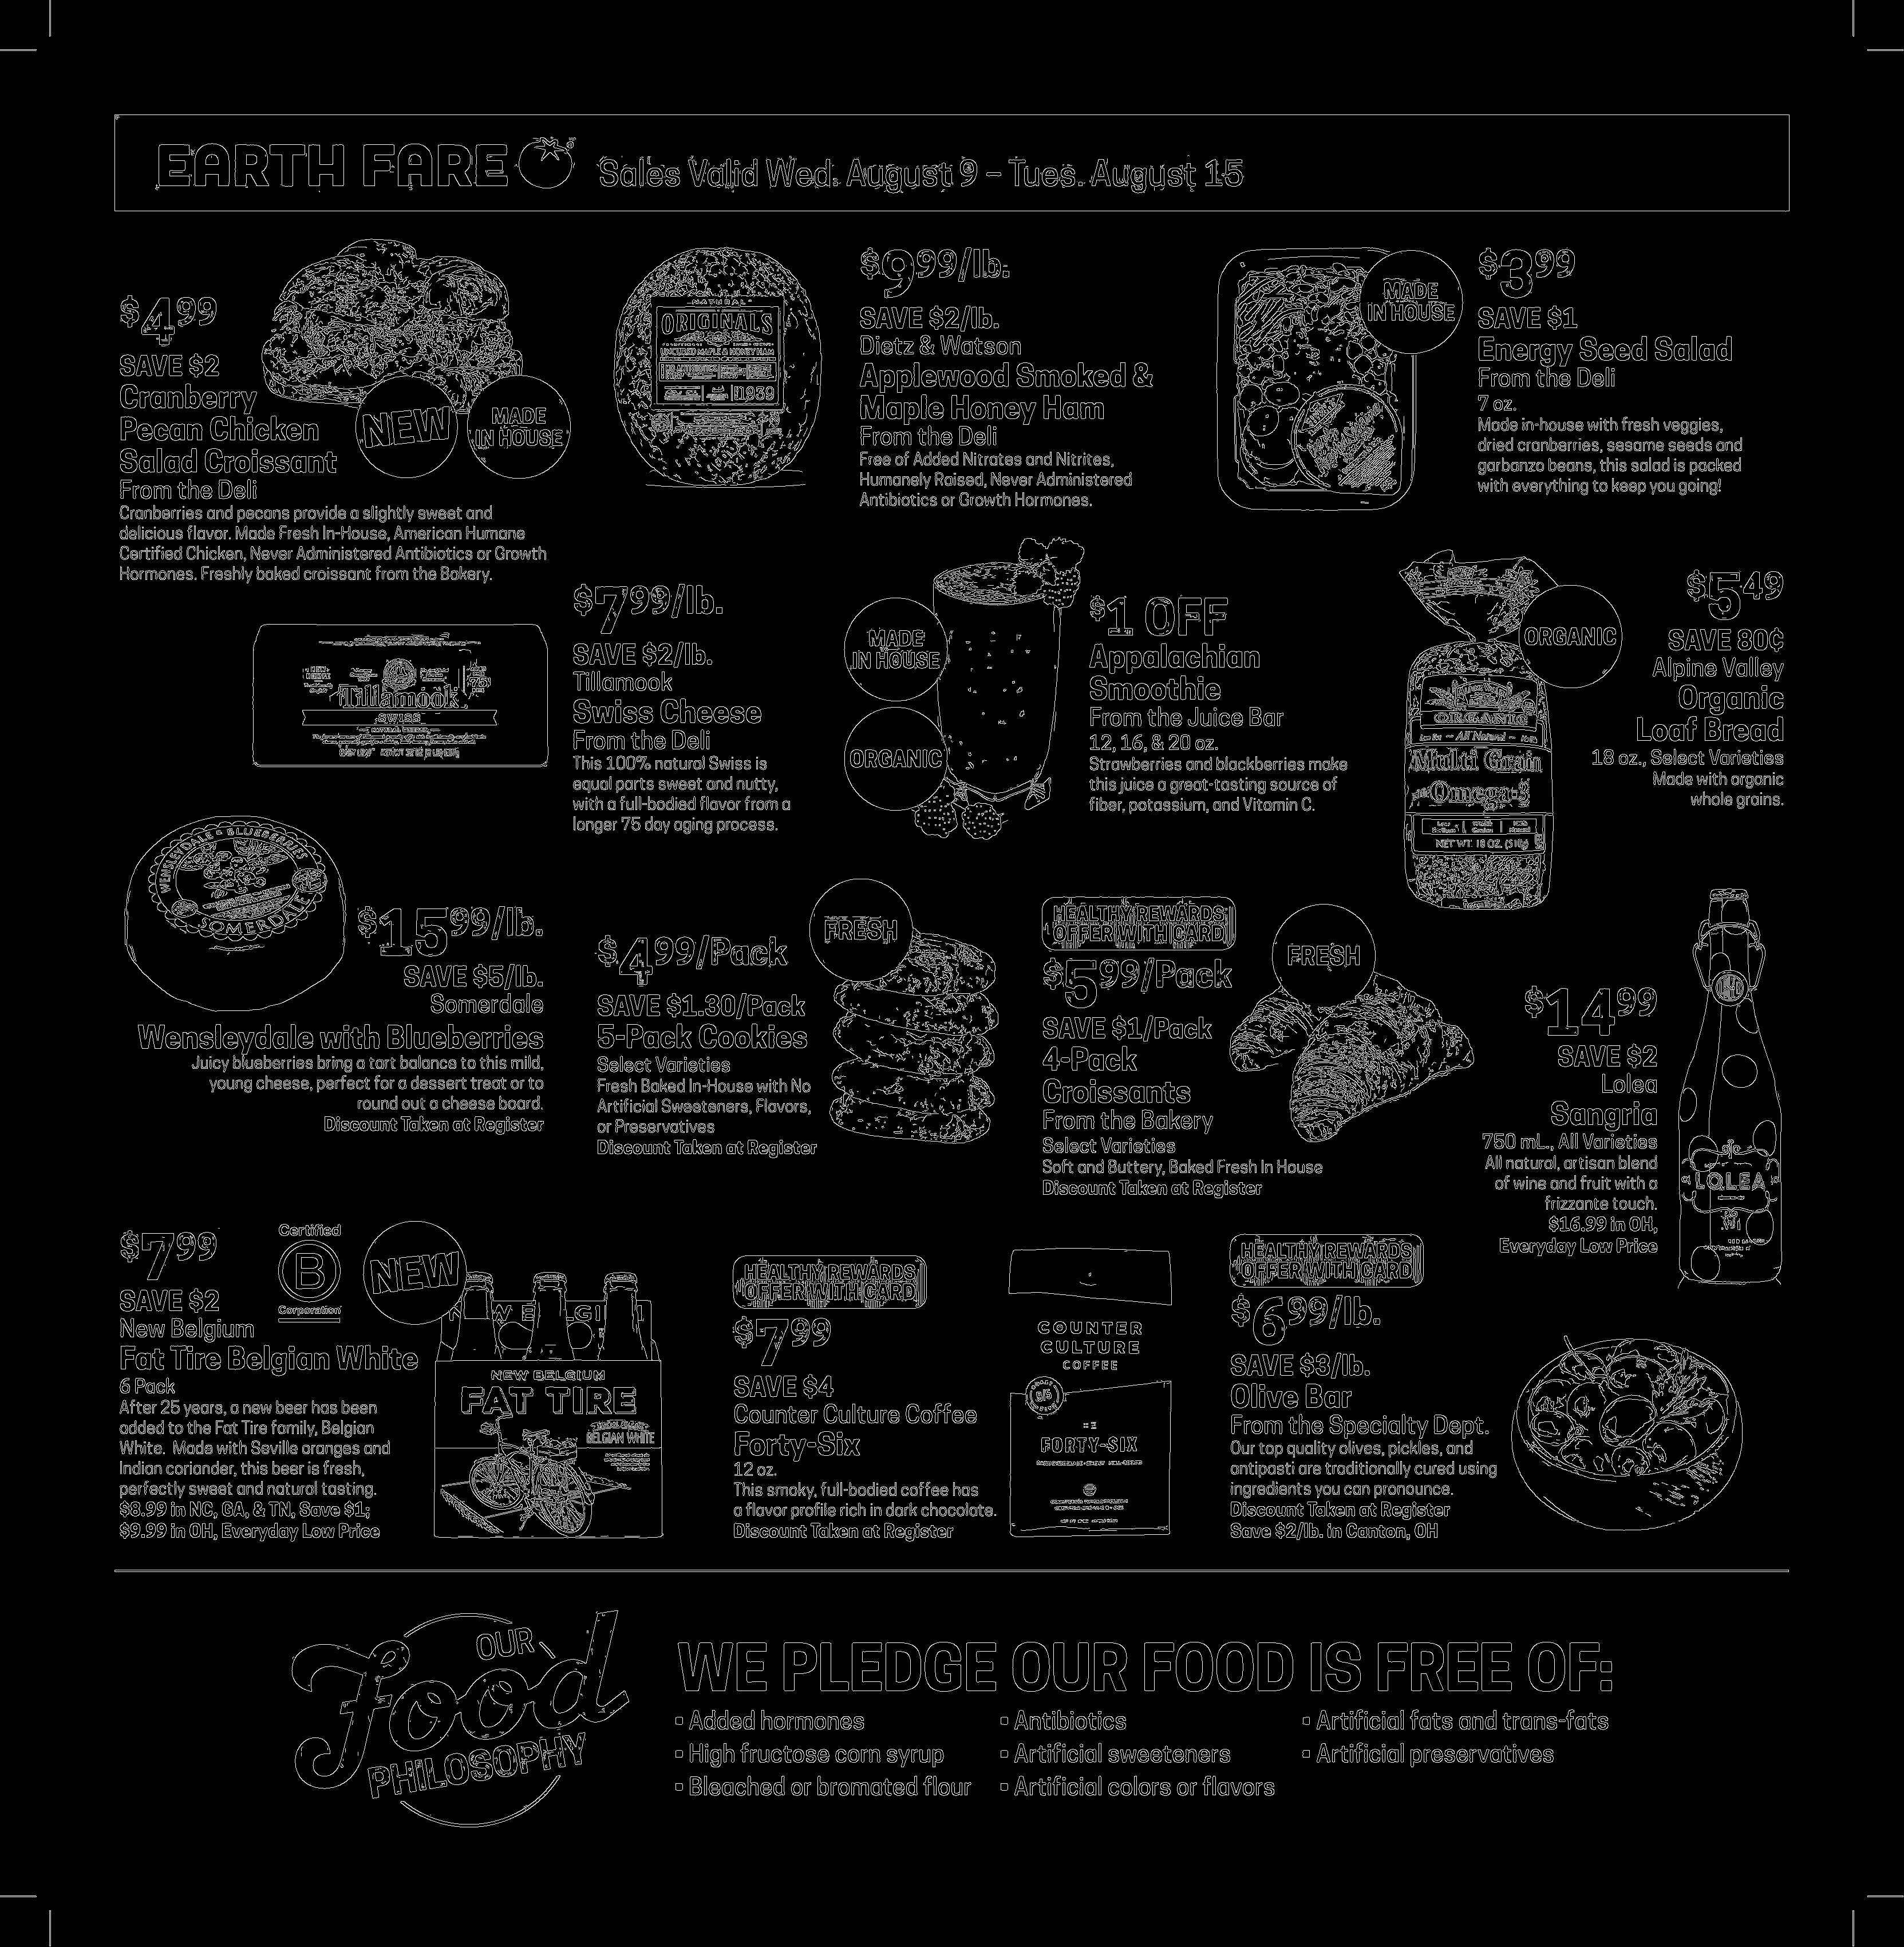 EARTH FARE Sales Valid Wed. August 9 – Tues. August 15
$4.99
SAVE $2
Cranberry
Pecan Chicken
Salad Croissant
From the Deli
Cranberries and pecans provide a slightly sweet and
delicious flavor. Made Fresh In-House, American Humane
Certified Chicken, Never Administered Antibiotics or Growth
Hormones. Freshly baked croissant from the Bakery.
NEW
MADE
IN HOUSE
NATURAL
ORIGINALS
UNCURED MAPLE & HONEY HAM
1939
$9.99/lb.
SAVE $2/lb.
Dietz & Watson
Applewood Smoked &
Maple Honey Ham
From the Deli
Free of Added Nitrates and Nitrites,
Humanely Raised, Never Administered
Antibiotics or Growth Hormones.
MADE
IN HOUSE
$3.99
SAVE $1
Energy Seed Salad
From the Deli
7 oz.
Made in-house with fresh veggies,
dried cranberries, sesame seeds and
garbanzo beans, this salad is packed
with everything to keep you going!
Tillamook
SWISS
$7.99/lb.
SAVE $2/lb.
Tillamook
Swiss Cheese
From the Deli
This 100% natural Swiss is
equal parts sweet and nutty,
with a full-bodied flavor from a
longer 75 day aging process.
MADE
IN HOUSE
ORGANIC
$1 OFF
Appalachian
Smoothie
From the Juice Bar
12, 16, & 20 oz.
Strawberries and blackberries make
this juice a great-tasting source of
fiber, potassium, and Vitamin C.
ORGANIC
All Natural
Multi Grain
Omega-3
NET WT. 18 OZ. (510g)
ORGANIC
$5.49
SAVE 80¢
Alpine Valley
Organic
Loaf Bread
18 oz., Select Varieties
Made with organic
whole grains.
WENSLEYDALE • BLUEBERRIES
SOMERDALE
$15.99/lb.
SAVE $5/lb.
Somerdale
Wensleydale with Blueberries
Juicy blueberries bring a tart balance to this mild,
young cheese, perfect for a dessert treat or to
round out a cheese board.
Discount Taken at Register
FRESH
$4.99/Pack
SAVE $1.30/Pack
5-Pack Cookies
Select Varieties
Fresh Baked In-House with No
Artificial Sweeteners, Flavors,
or Preservatives
Discount Taken at Register
HEALTHY REWARDS
OFFER WITH CARD
FRESH
$5.99/Pack
SAVE $1/Pack
4-Pack
Croissants
From the Bakery
Select Varieties
Soft and Buttery, Baked Fresh In House
Discount Taken at Register
$14.99
SAVE $2
Lolea
Sangria
750 mL., All Varieties
All natural, artisan blend
of wine and fruit with a
frizzante touch.
$16.99 in OH,
Everyday Low Price
LOLEA
$7.99
SAVE $2
New Belgium
Fat Tire Belgian White
6 Pack
After 25 years, a new beer has been
added to the Fat Tire family, Belgian
White. Made with Seville oranges and
Indian coriander, this beer is fresh,
perfectly sweet and natural tasting.
$8.99 in NC, GA, & TN, Save $1;
$9.99 in OH, Everyday Low Price
Certified
B
Corporation
NEW
NEW BELGIUM
FAT TIRE
BELGIAN WHITE
HEALTHY REWARDS
OFFER WITH CARD
$7.99
SAVE $4
Counter Culture Coffee
Forty-Six
12 oz.
This smoky, full-bodied coffee has
a flavor profile rich in dark chocolate.
Discount Taken at Register
COUNTER
CULTURE
COFFEE
FORTY-SIX
HEALTHY REWARDS
OFFER WITH CARD
$6.99/lb.
SAVE $3/lb.
Olive Bar
From the Specialty Dept.
Our top quality olives, pickles, and
antipasti are traditionally cured using
ingredients you can pronounce.
Discount Taken at Register
Save $2/lb. in Canton, OH
OUR
Food
PHILOSOPHY
WE PLEDGE OUR FOOD IS FREE OF:
• Added hormones
• High fructose corn syrup
• Bleached or bromated flour
• Antibiotics
• Artificial sweeteners
• Artificial colors or flavors
• Artificial fats and trans-fats
• Artificial preservatives